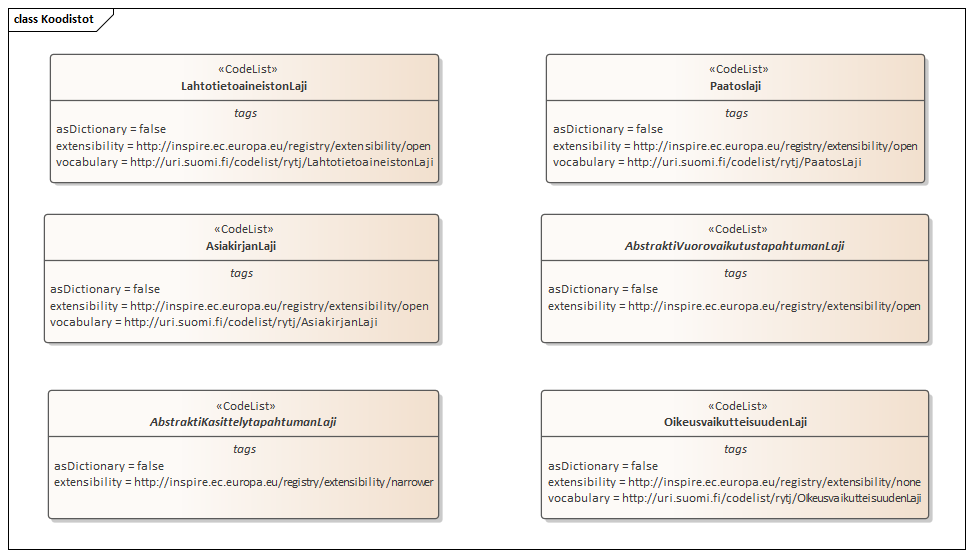 class Koodistot
«CodeList»
LahtotietoaineistonLaji
tags
asDictionary = false
extensibility = http://inspire.ec.europa.eu/registry/extensibility/open
vocabulary = http://uri.suomi.fi/codelist/rytj/LahtotietoaineistonLaji
«CodeList»
Paatoslaji
tags
asDictionary = false
extensibility = http://inspire.ec.europa.eu/registry/extensibility/open
vocabulary = http://uri.suomi.fi/codelist/rytj/PaatosLaji
«CodeList»
AsiakirjanLaji
tags
asDictionary = false
extensibility = http://inspire.ec.europa.eu/registry/extensibility/open
vocabulary = http://uri.suomi.fi/codelist/rytj/AsiakirjanLaji
«CodeList»
AbstraktiVuorovaikutustapahtumanLaji
tags
asDictionary = false
extensibility = http://inspire.ec.europa.eu/registry/extensibility/open
«CodeList»
AbstraktiKasittelytapahtumanLaji
tags
asDictionary = false
extensibility = http://inspire.ec.europa.eu/registry/extensibility/narrower
«CodeList»
OikeusvaikutteisuudenLaji
tags
asDictionary = false
extensibility = http://inspire.ec.europa.eu/registry/extensibility/none
vocabulary = http://uri.suomi.fi/codelist/rytj/OikeusvaikutteisuudenLaji